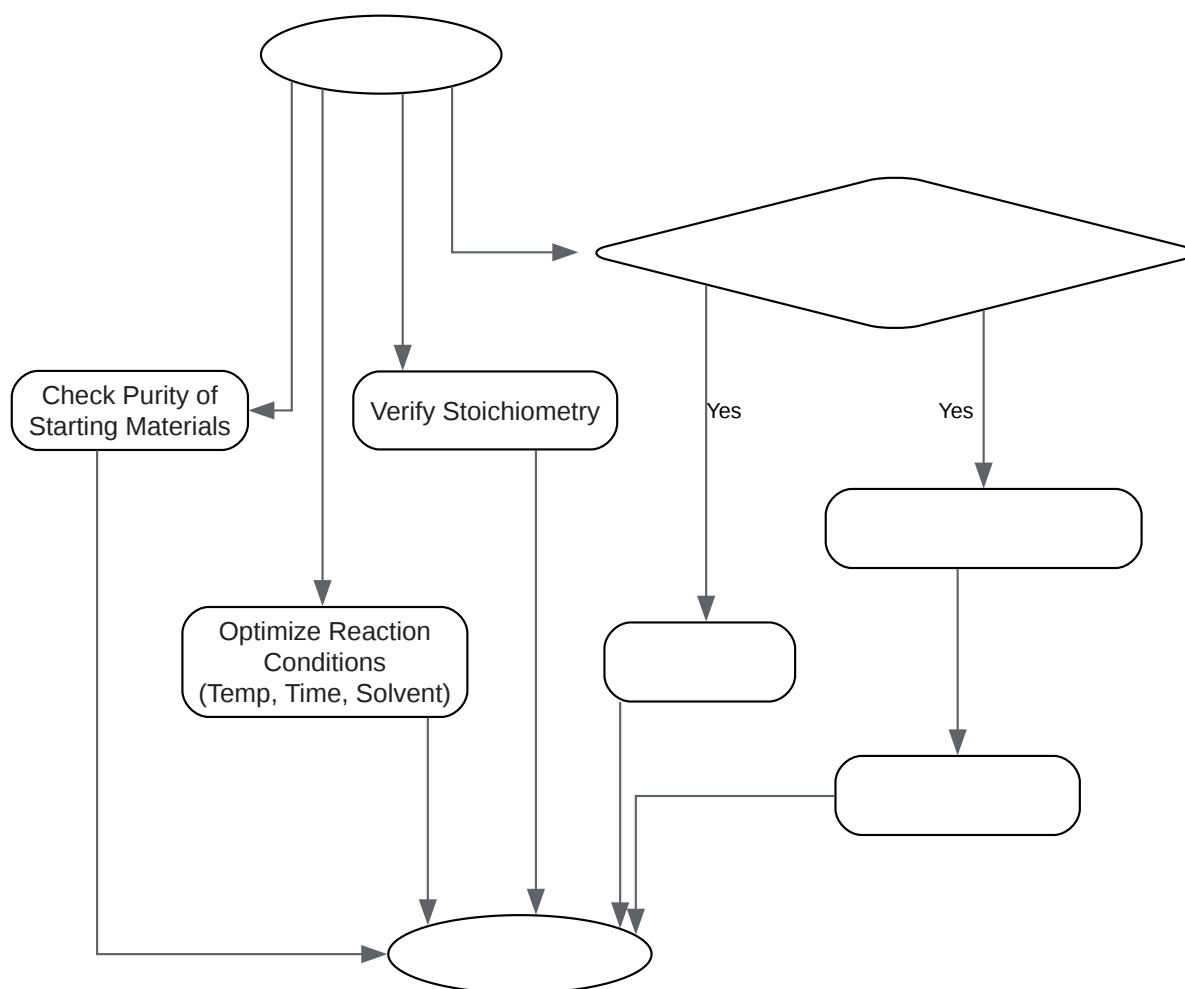 Check Purity of
Starting Materials
Verify Stoichiometry
Yes
Yes
Optimize Reaction
Conditions
(Temp, Time, Solvent)